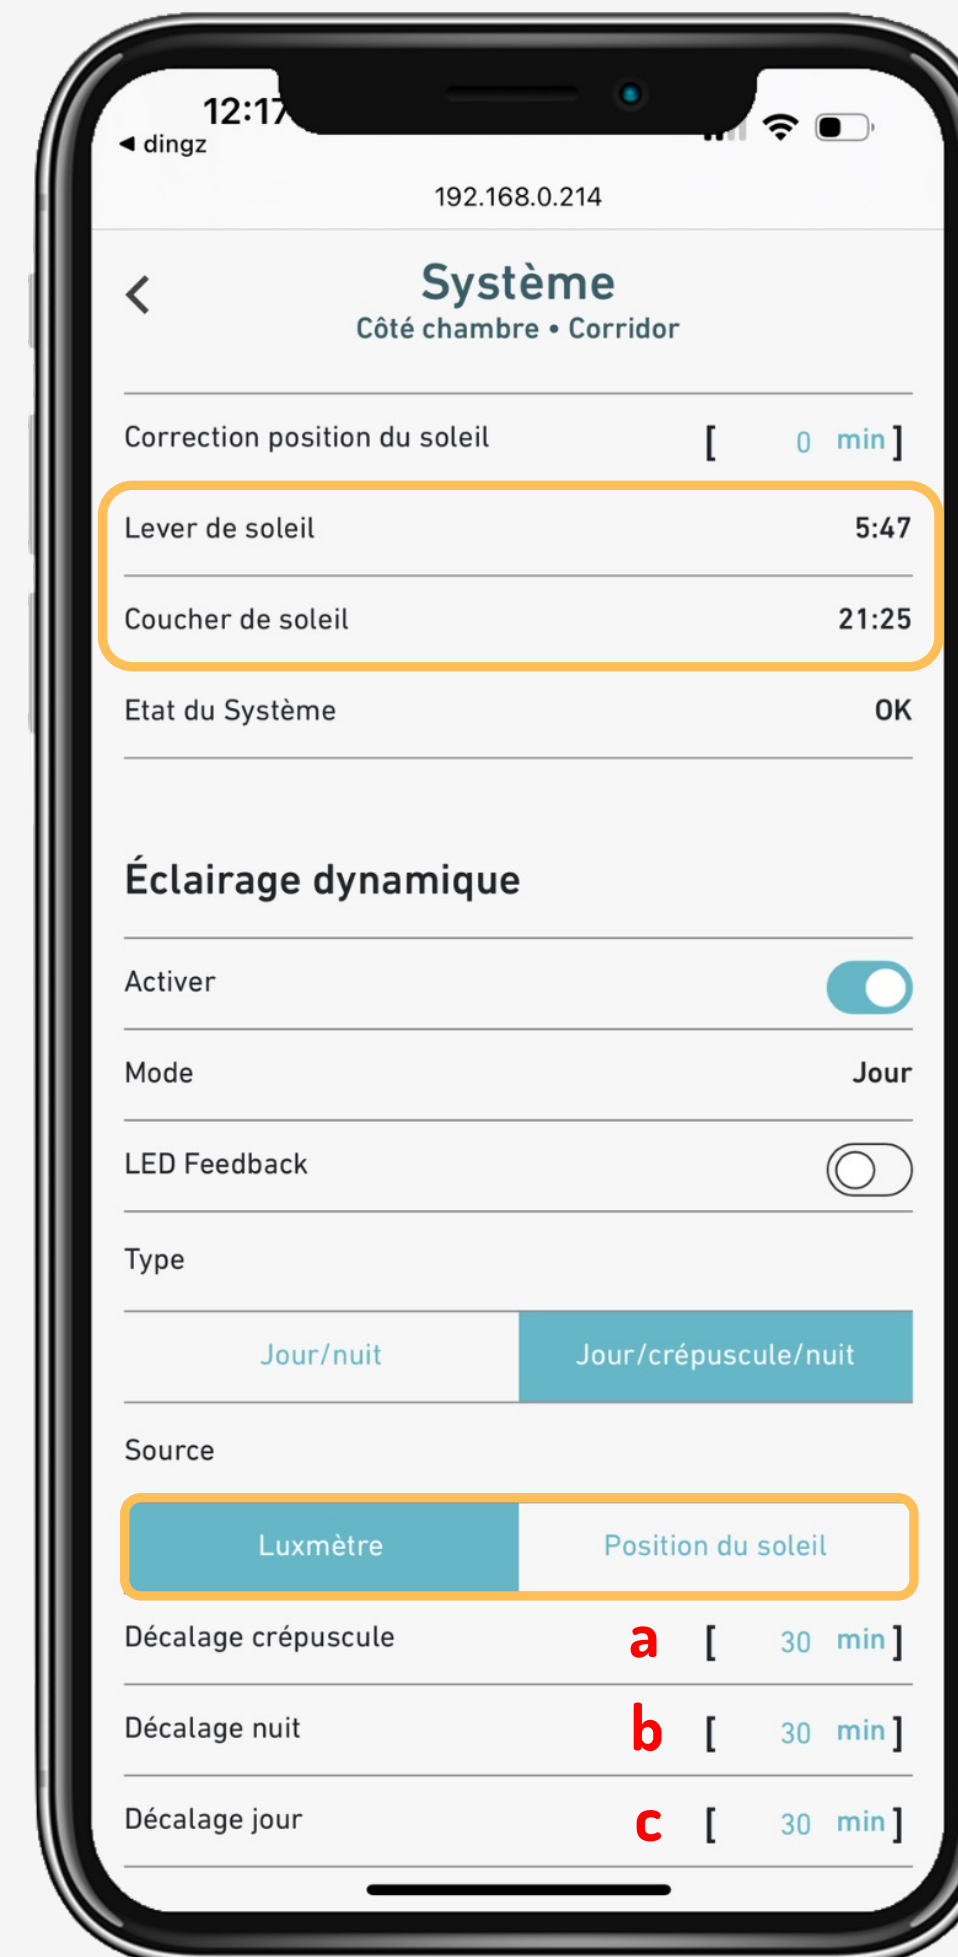 12:17
◀ dingz
192.168.0.214
Système
Côté chambre • Corridor
Correction position du soleil [ 0 min ]
Lever de soleil 5:47
Coucher de soleil 21:25
Etat du Système OK
Éclairage dynamique
Activer
Mode Jour
LED Feedback
Type
Jour/nuit Jour/crépuscule/nuit
Source
Luxmètre Position du soleil
Décalage crépuscule a [ 30 min ]
Décalage nuit b [ 30 min ]
Décalage jour c [ 30 min ]